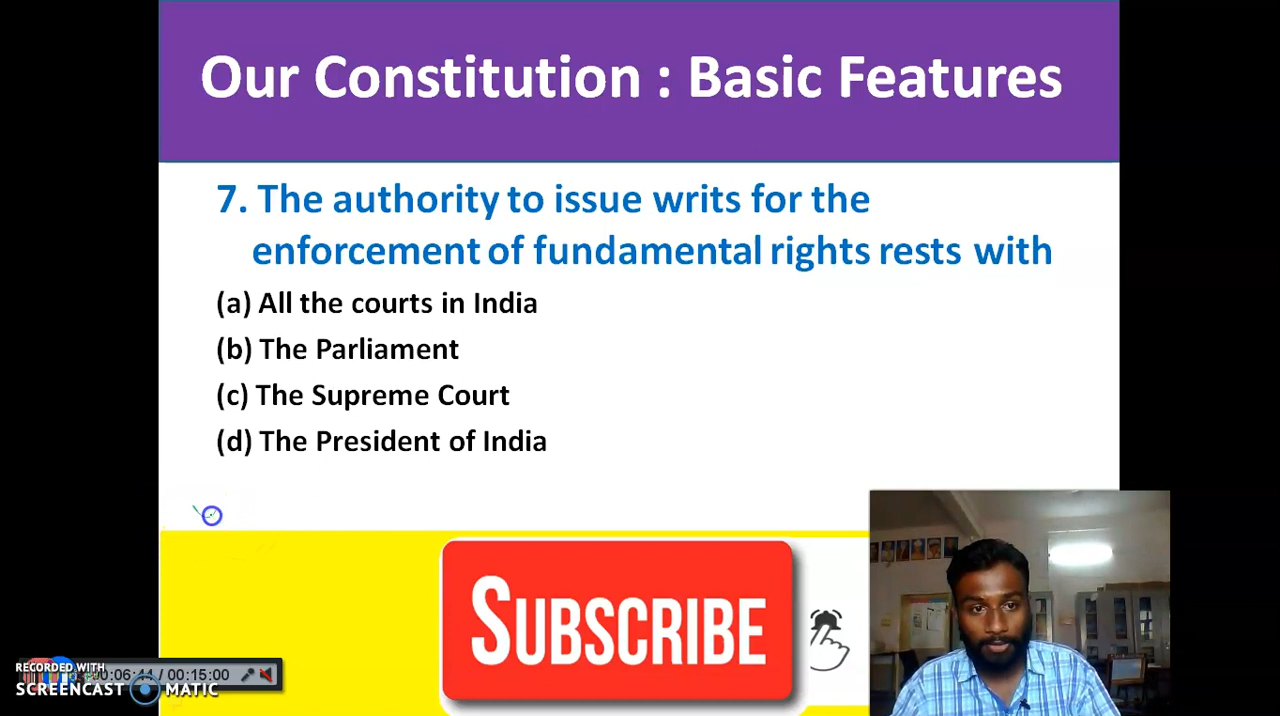 Our Constitution : Basic Features
7. The authority to issue writs for the
enforcement of fundamental rights rests with
(a) All the courts in India
(b) The Parliament
(c) The Supreme Court
(d) The President of India
SUBSCRIBE
RECORDED WITH
SCREENCAST MATIC
/ 00:15:00